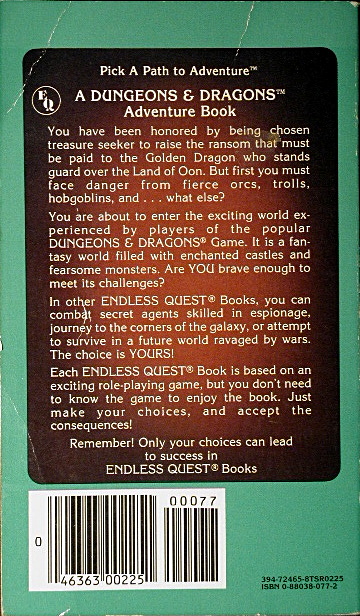 Pick A Path to Adventure™
EQ
A DUNGEONS & DRAGONS™
Adventure Book
You have been honored by being chosen
treasure seeker to raise the ransom that must
be paid to the Golden Dragon who stands
guard over the Land of Oon. But first you must
face danger from fierce orcs, trolls,
hobgoblins, and . . . what else?
You are about to enter the exciting world ex-
perienced by players of the popular
DUNGEONS & DRAGONS® Game. It is a fan-
tasy world filled with enchanted castles and
fearsome monsters. Are YOU brave enough to
meet its challenges?
In other ENDLESS QUEST® Books, you can
combat secret agents skilled in espionage,
journey to the corners of the galaxy, or attempt
to survive in a future world ravaged by wars.
The choice is YOURS!
Each ENDLESS QUEST® Book is based on an
exciting role-playing game, but you don't need
to know the game to enjoy the book. Just
make your choices, and accept the
consequences!
Remember! Only your choices can lead
to success in
ENDLESS QUEST® Books
00077
0 46363 00225
394-72465-8TSR0225
ISBN 0-88038-077-2